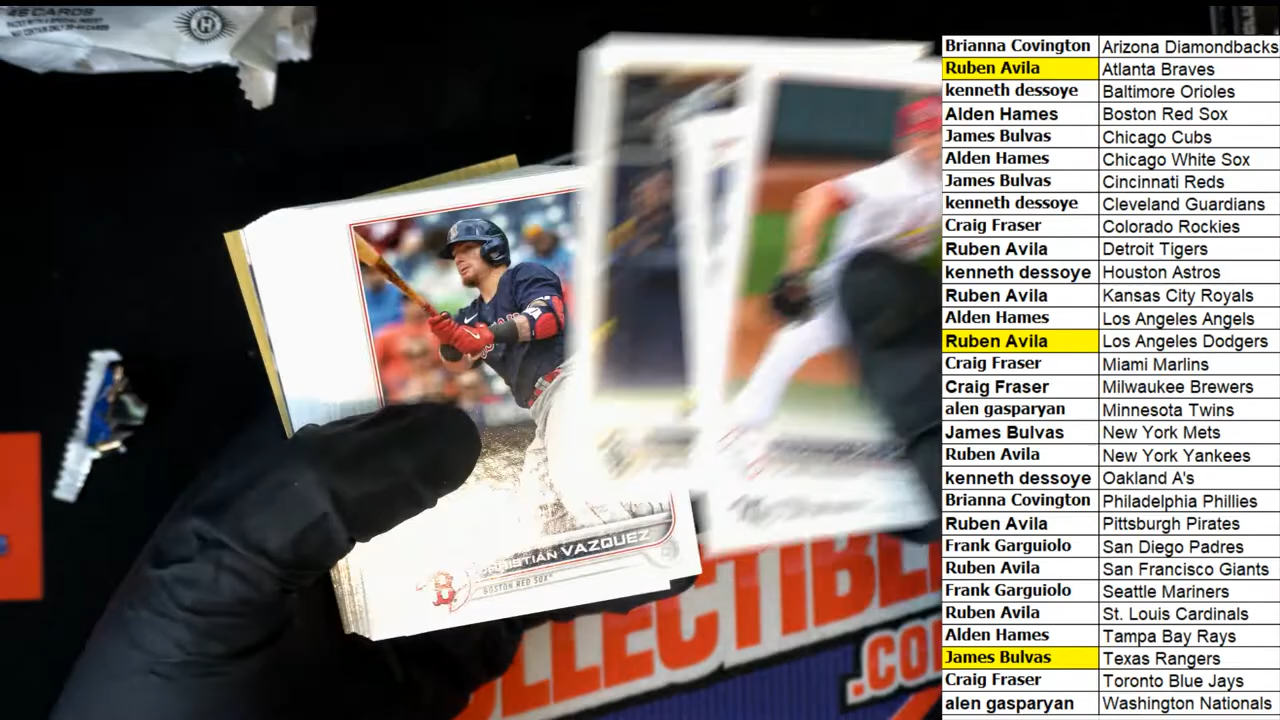 45 CARDS
H
Brianna Covington Arizona Diamondbacks
Ruben Avila Atlanta Braves
kenneth dessoye Baltimore Orioles
Alden Hames Boston Red Sox
James Bulvas Chicago Cubs
Alden Hames Chicago White Sox
James Bulvas Cincinnati Reds
kenneth dessoye Cleveland Guardians
Craig Fraser Colorado Rockies
Ruben Avila Detroit Tigers
kenneth dessoye Houston Astros
Ruben Avila Kansas City Royals
Alden Hames Los Angeles Angels
Ruben Avila Los Angeles Dodgers
Craig Fraser Miami Marlins
Craig Fraser Milwaukee Brewers
alen gasparyan Minnesota Twins
James Bulvas New York Mets
Ruben Avila New York Yankees
kenneth dessoye Oakland A's
Brianna Covington Philadelphia Phillies
Ruben Avila Pittsburgh Pirates
Frank Garguiolo San Diego Padres
Ruben Avila San Francisco Giants
Frank Garguiolo Seattle Mariners
Ruben Avila St. Louis Cardinals
Alden Hames Tampa Bay Rays
James Bulvas Texas Rangers
Craig Fraser Toronto Blue Jays
alen gasparyan Washington Nationals
CHRISTIAN VAZQUEZ
BOSTON RED SOX
LLECTIBL
.CO